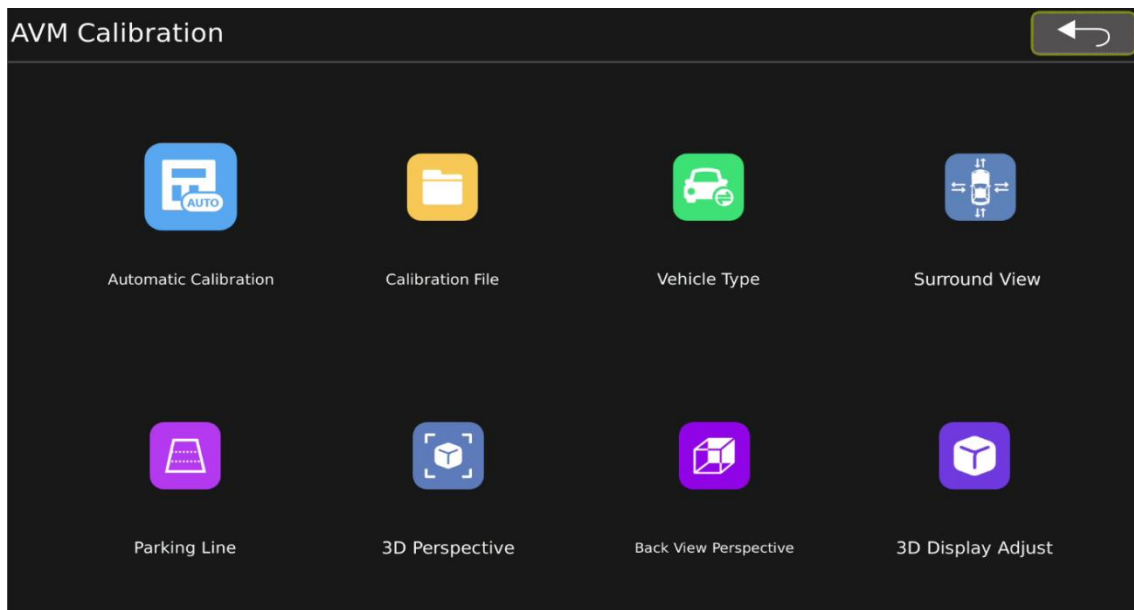 AVM Calibration
AUTO
Automatic Calibration
Calibration File
Vehicle Type
Surround View
Parking Line
3D Perspective
Back View Perspective
3D Display Adjust